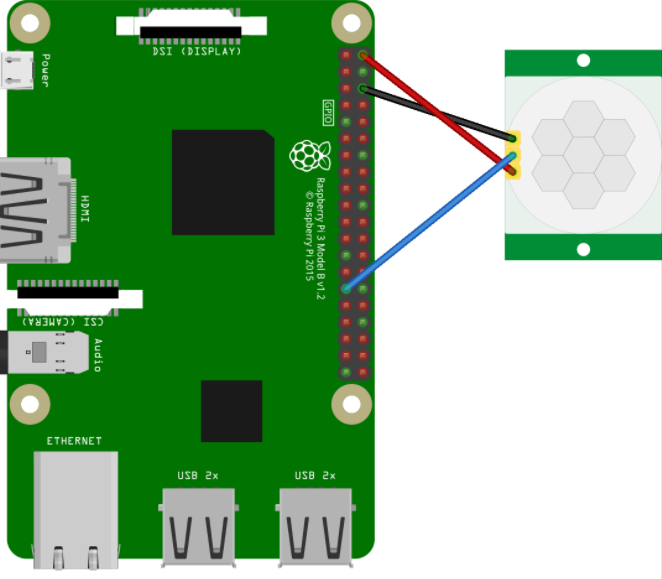 DSI (DISPLAY)
Power
GPIO
HDMI
Raspberry Pi 3 Model B v1.2
© Raspberry Pi 2015
CSI (CAMERA)
Audio
ETHERNET
USB 2x
USB 2x